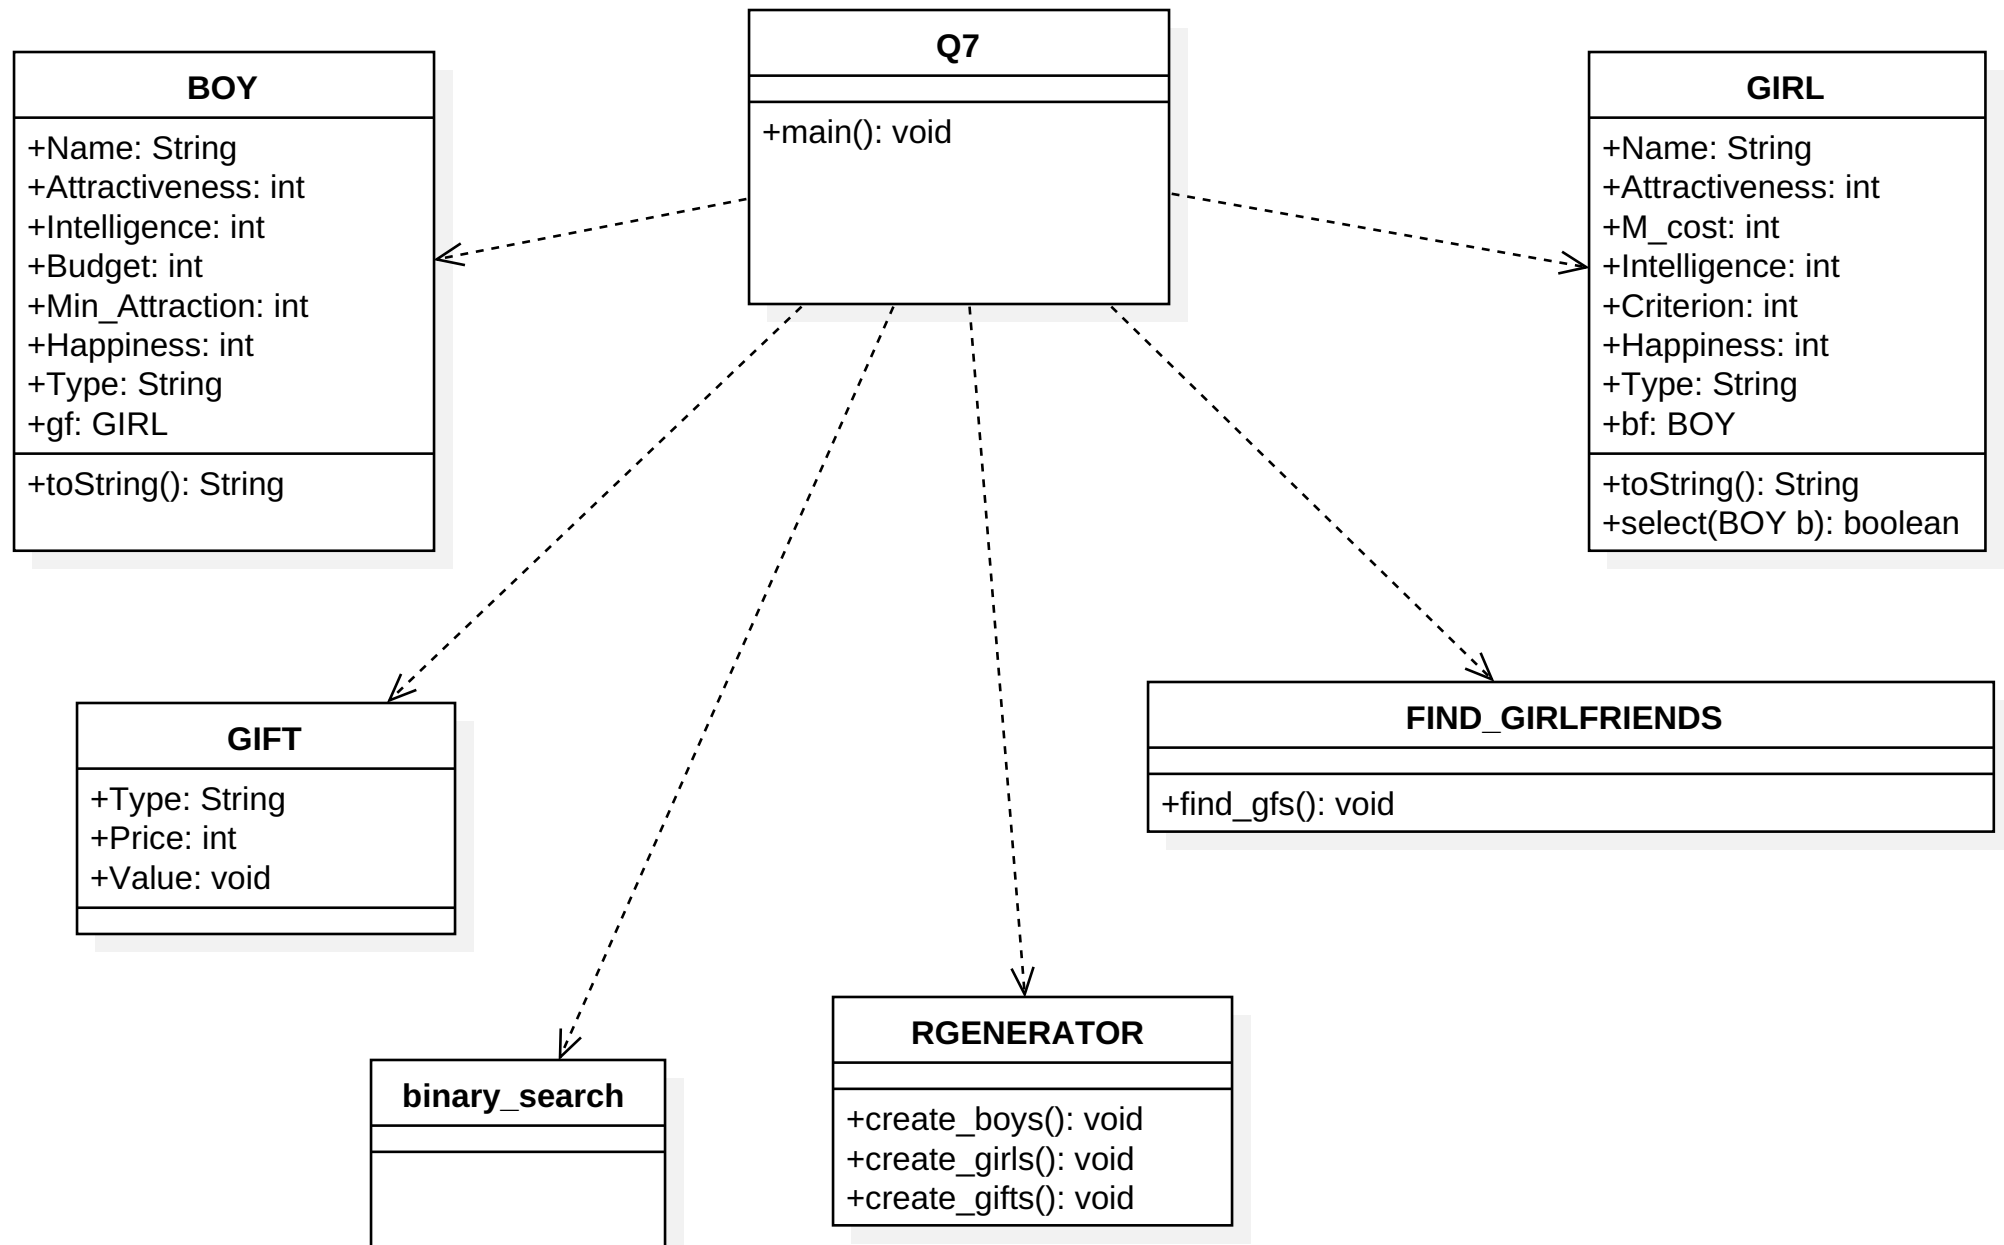 Q7
+main(): void
BOY
+Name: String
+Attractiveness: int
+Intelligence: int
+Budget: int
+Min_Attraction: int
+Happiness: int
+Type: String
+gf: GIRL
+toString(): String
GIRL
+Name: String
+Attractiveness: int
+M_cost: int
+Intelligence: int
+Criterion: int
+Happiness: int
+Type: String
+bf: BOY
+toString(): String
+select(BOY b): boolean
GIFT
+Type: String
+Price: int
+Value: void
FIND_GIRLFRIENDS
+find_gfs(): void
binary_search
RGENERATOR
+create_boys(): void
+create_girls(): void
+create_gifts(): void